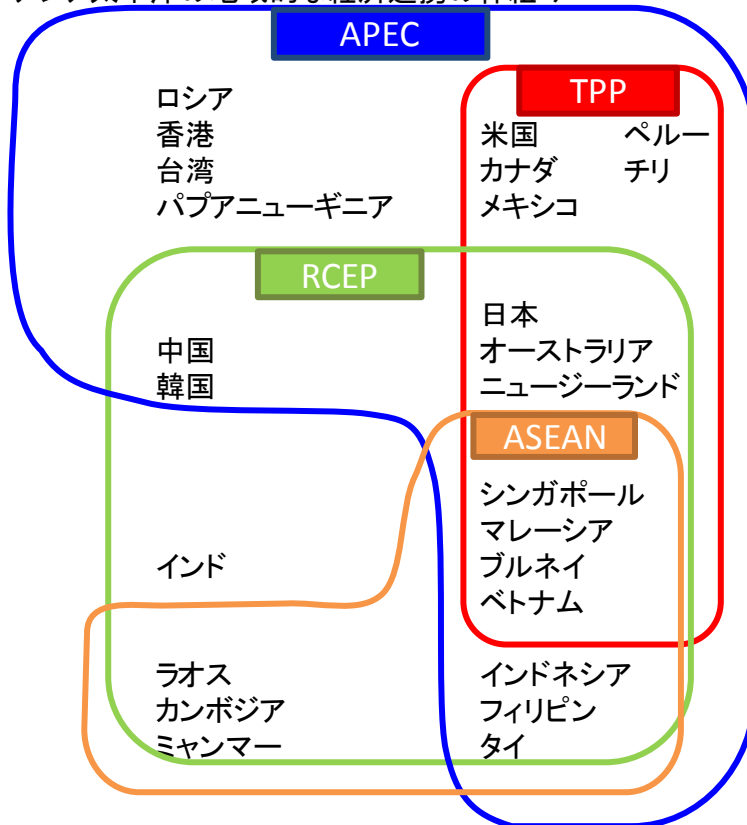 APEC
TPP
ロシア
香港
台湾
パプアニューギニア
米国 ペルー
カナダ チリ
メキシコ
RCEP
中国
韓国
日本
オーストラリア
ニュージーランド
ASEAN
インド
シンガポール
マレーシア
ブルネイ
ベトナム
ラオス
カンボジア
ミャンマー
インドネシア
フィリピン
タイ